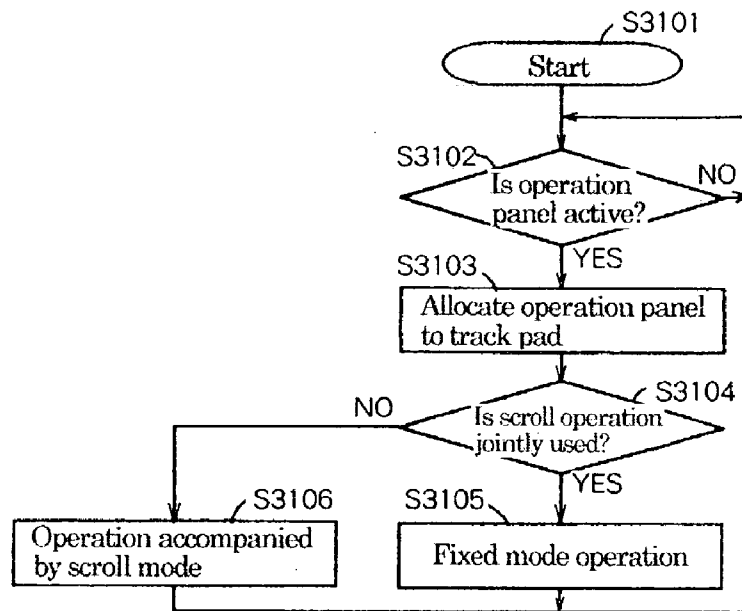 S3101
Start
S3102
Is operation
panel active?
NO
YES
S3103
Allocate operation panel
to track pad
S3104
NO
Is scroll operation
jointly used?
YES
S3106
S3105
Operation accompanied
by scroll mode
Fixed mode operation